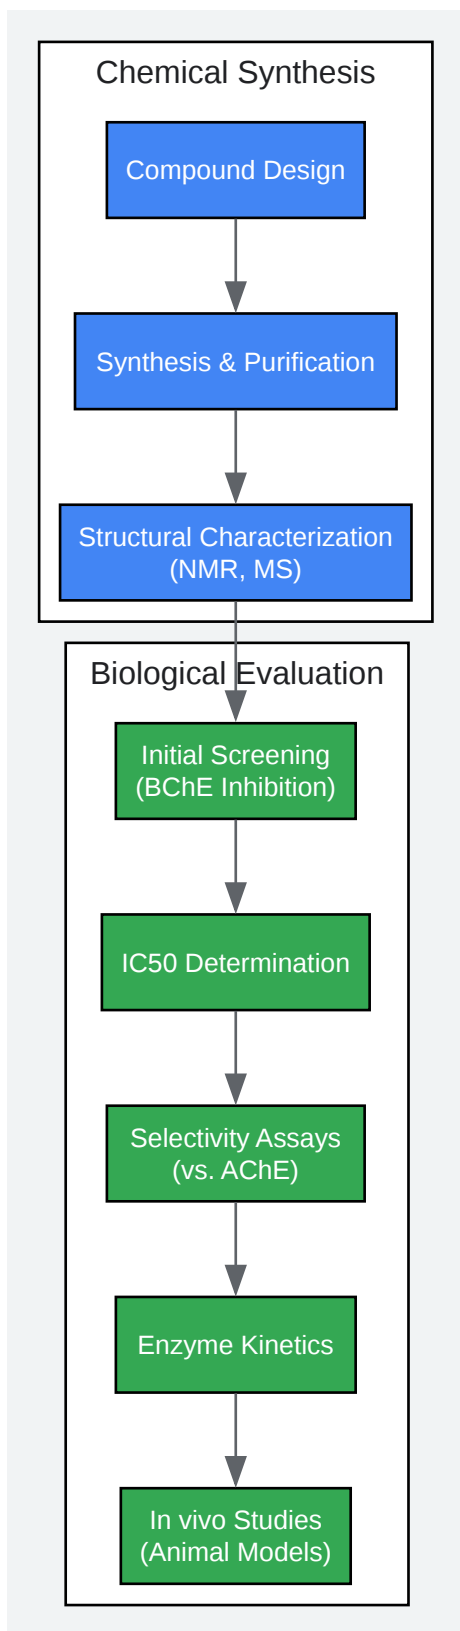 Chemical Synthesis
Compound Design
Synthesis & Purification
Structural Characterization
(NMR, MS)
Biological Evaluation
Initial Screening
(BChE Inhibition)
IC50 Determination
Selectivity Assays
(vs. AChE)
Enzyme Kinetics
In vivo Studies
(Animal Models)